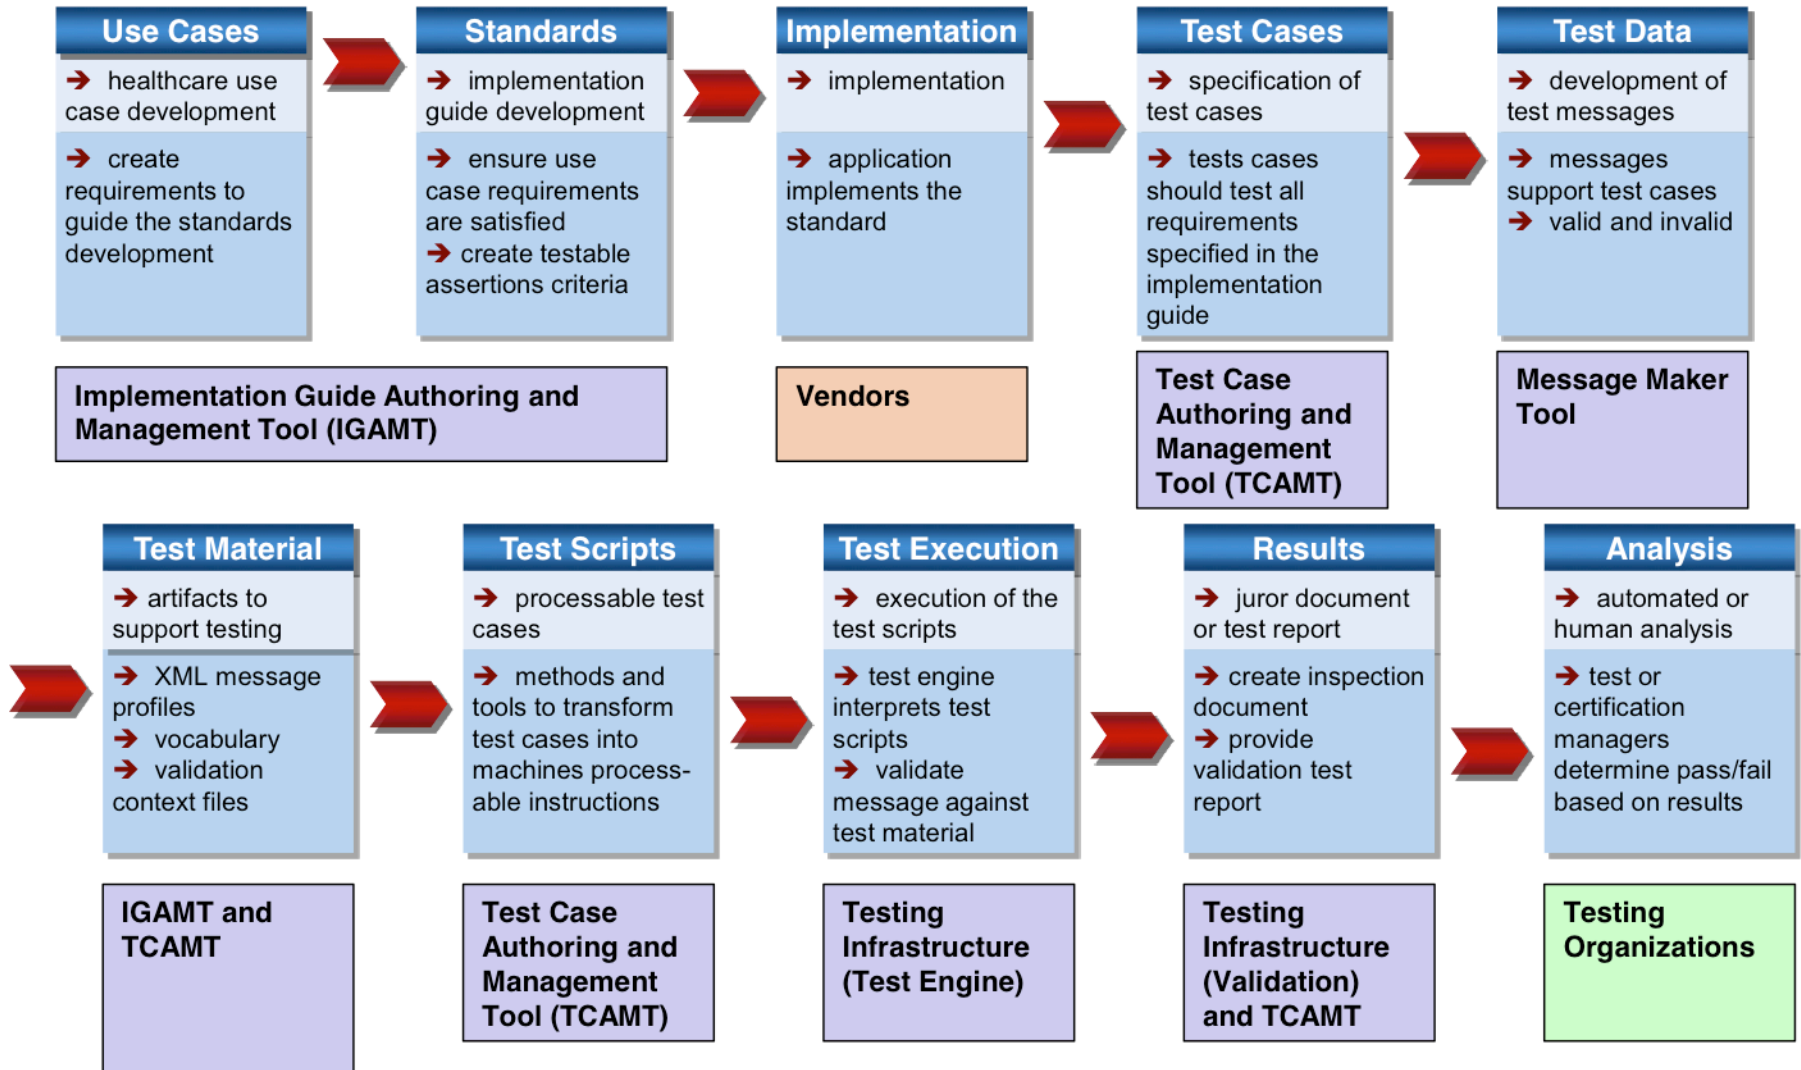 Use Cases
➔ healthcare use
case development
➔ create
requirements to
guide the standards
development
Standards
➔ implementation
guide development
➔ ensure use
case requirements
are satisfied
➔ create testable
assertions criteria
Implementation
➔ implementation
➔ application
implements the
standard
Test Cases
➔ specification of
test cases
➔ tests cases
should test all
requirements
specified in the
implementation
guide
Test Data
➔ development of
test messages
➔ messages
support test cases
➔ valid and invalid
Implementation Guide Authoring and
Management Tool (IGAMT)
Vendors
Test Case
Authoring and
Management
Tool (TCAMT)
Message Maker
Tool
Test Material
➔ artifacts to
support testing
➔ XML message
profiles
➔ vocabulary
➔ validation
context files
Test Scripts
➔ processable test
cases
➔ methods and
tools to transform
test cases into
machines process-
able instructions
Test Execution
➔ execution of the
test scripts
➔ test engine
interprets test
scripts
➔ validate
message against
test material
Results
➔ juror document
or test report
➔ create inspection
document
➔ provide
validation test
report
Analysis
➔ automated or
human analysis
➔ test or
certification
managers
determine pass/fail
based on results
IGAMT and
TCAMT
Test Case
Authoring and
Management
Tool (TCAMT)
Testing
Infrastructure
(Test Engine)
Testing
Infrastructure
(Validation)
and TCAMT
Testing
Organizations